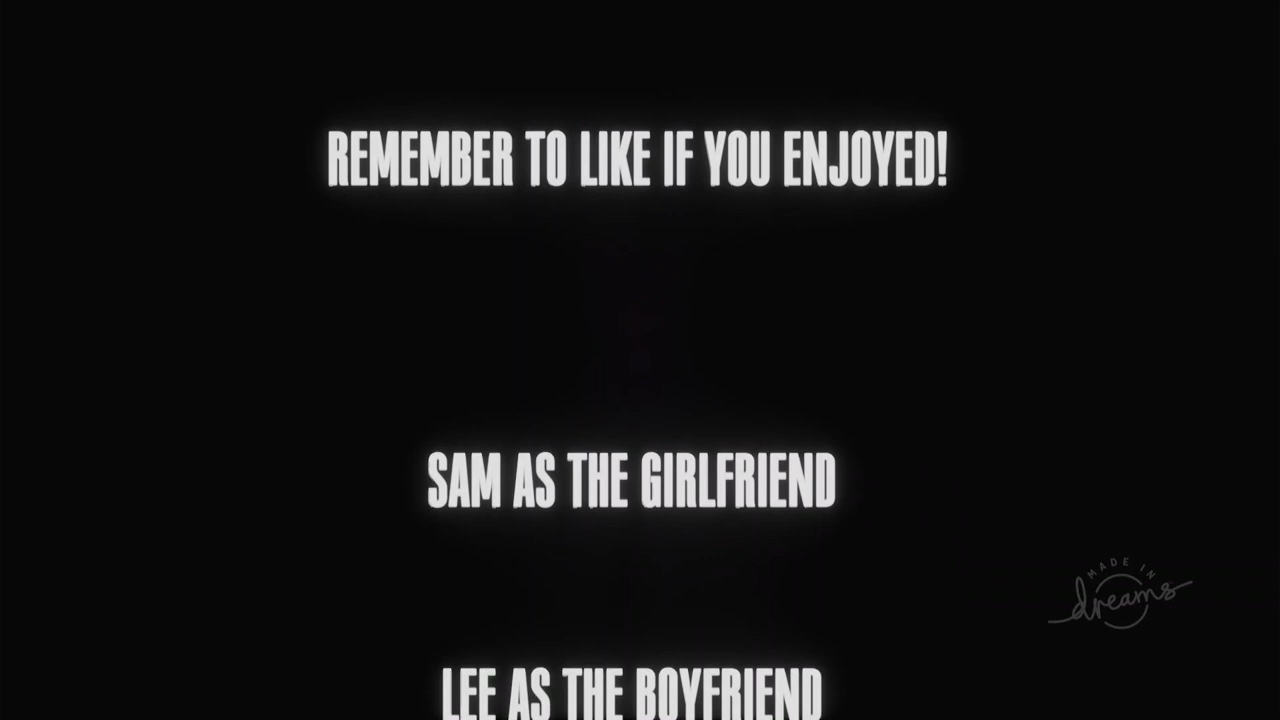 REMEMBER TO LIKE IF YOU ENJOYED!
SAM AS THE GIRLFRIEND
MADE IN
dreams
LEE AS THE BOYFRIEND